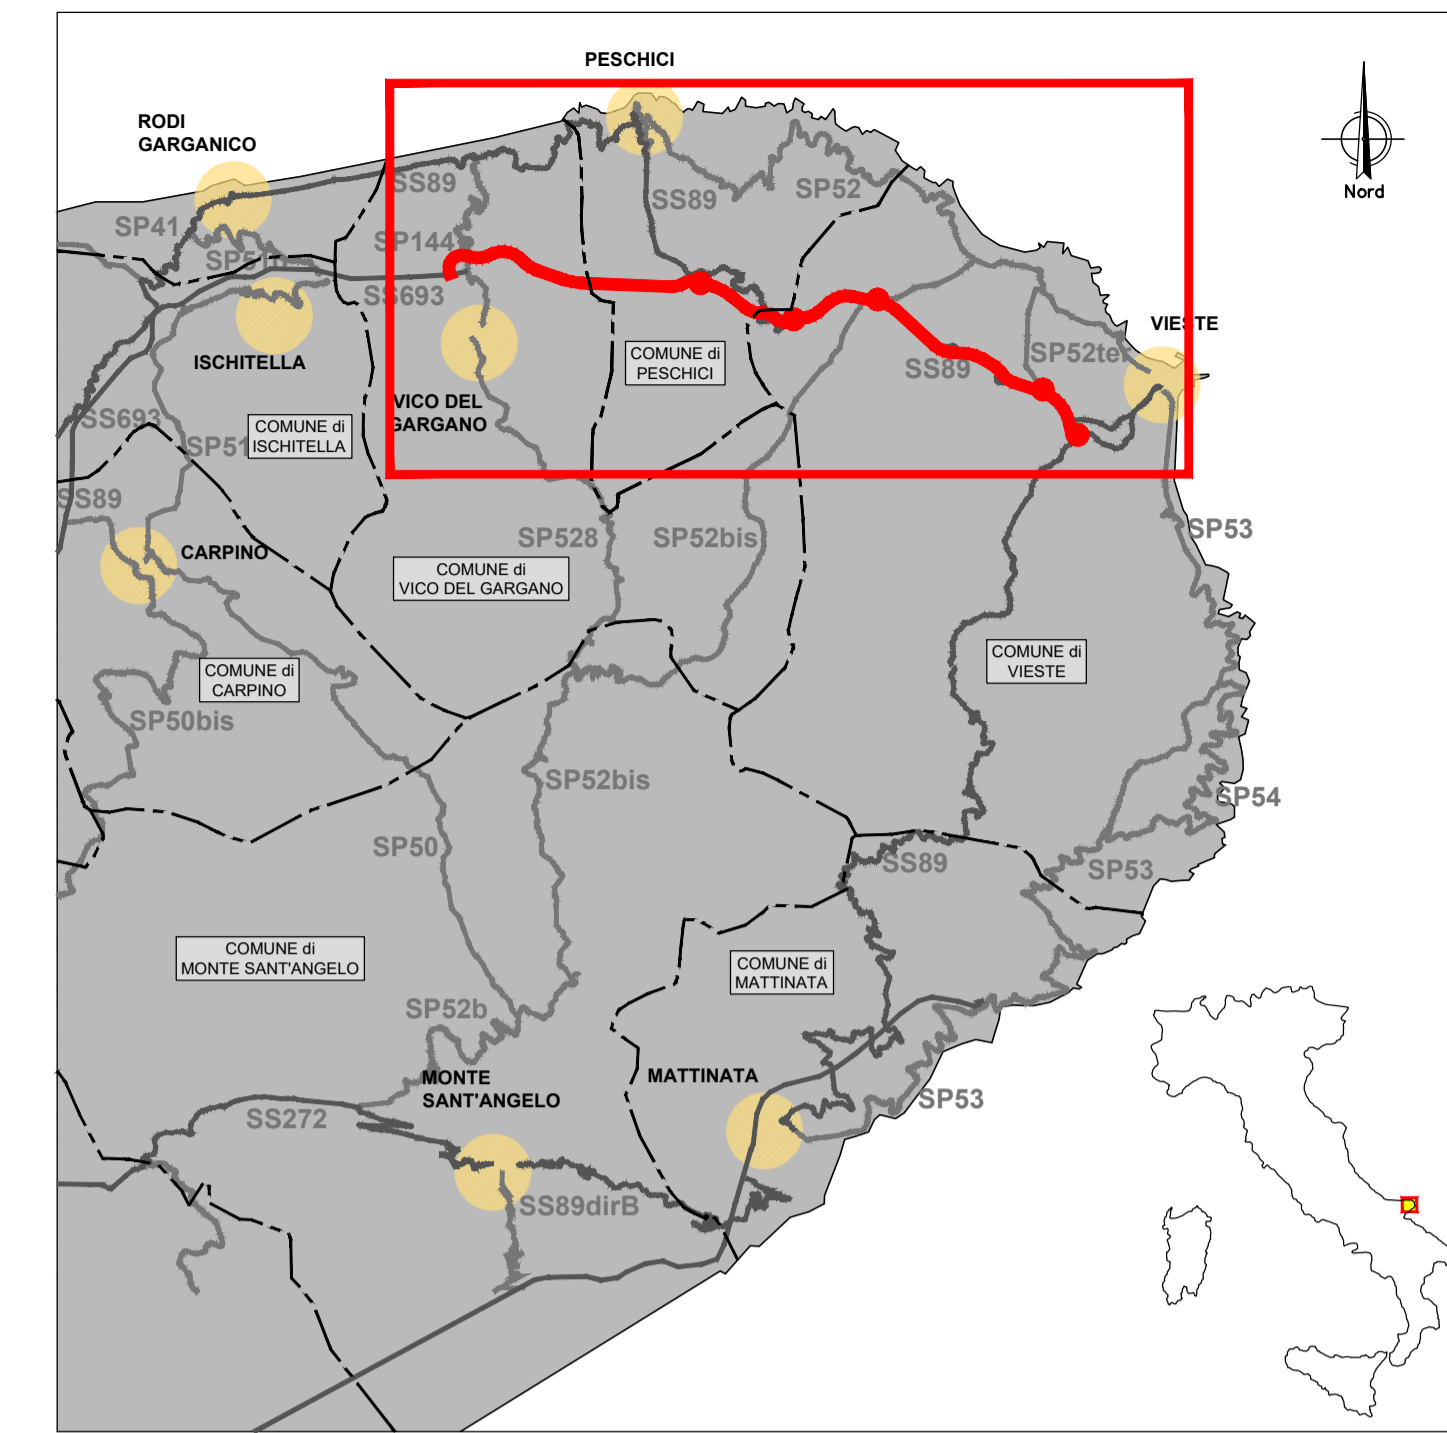 PESCHICI
RODI
GARGANICO
Nord
SS89
SP52
SS89
SP41
SP144
SS693
VIESTE
ISCHITELLA
COMUNE di
PESCHICI
SP52ter
SS89
VICO DEL
GARGANO
SS693
COMUNE di
ISCHITELLA
SP51
SS89
CARPINO
SP528
SP52bis
SP53
COMUNE di
VICO DEL GARGANO
COMUNE di
VIESTE
COMUNE di
CARPINO
SP50bis
SP52bis
SP54
SP50
SS89
SP53
COMUNE di
MONTE SANT'ANGELO
COMUNE di
MATTINATA
SP52b
MONTE
SANT'ANGELO
MATTINATA
SP53
SS272
SS89dirB